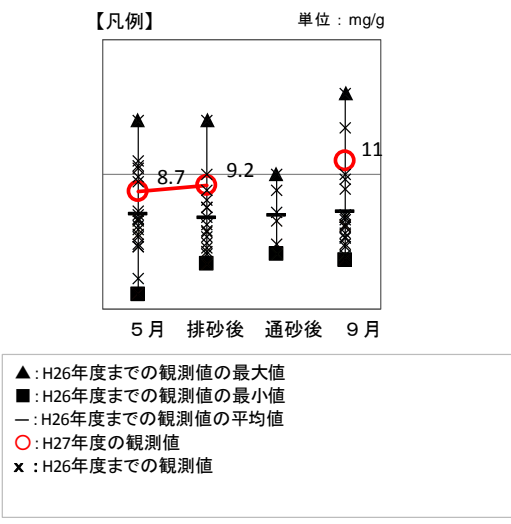 【凡例】 単位：mg/g
8.7 9.2 11
５月 排砂後 通砂後 ９月
▲：H26年度までの観測値の最大値
■：H26年度までの観測値の最小値
―：H26年度までの観測値の平均値
○：H27年度の観測値
x：H26年度までの観測値